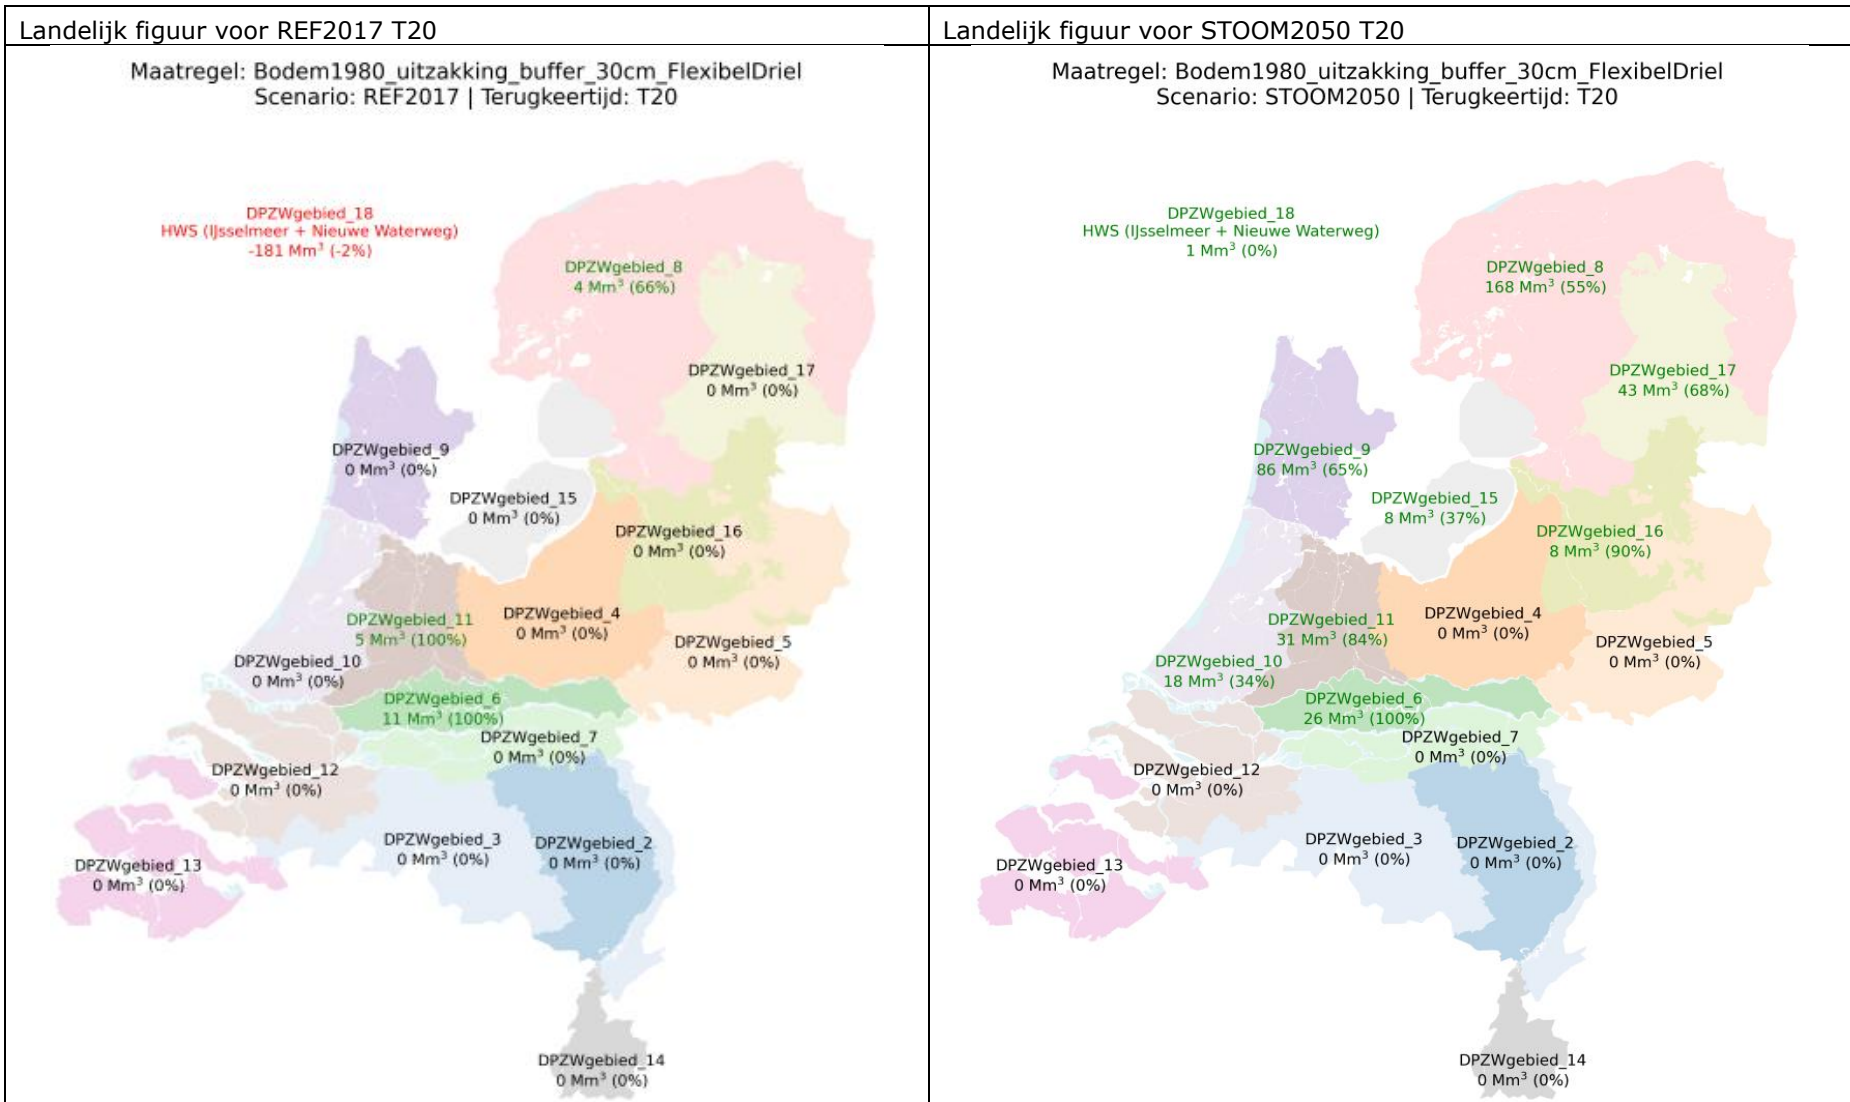 Landelijk figuur voor REF2017 T20
Maatregel: Bodem1980_uitzakking_buffer_30cm_FlexibelDriel
Scenario: REF2017 | Terugkeertijd: T20
DPZWgebied_18
HWS (IJsselmeer + Nieuwe Waterweg)
-181 Mm³ (-2%)
DPZWgebied_8
4 Mm³ (66%)
DPZWgebied_17
0 Mm³ (0%)
DPZWgebied_9
0 Mm³ (0%)
DPZWgebied_15
0 Mm³ (0%)
DPZWgebied_16
0 Mm³ (0%)
DPZWgebied_4
0 Mm³ (0%)
DPZWgebied_11
5 Mm³ (100%)
DPZWgebied_5
0 Mm³ (0%)
DPZWgebied_10
0 Mm³ (0%)
DPZWgebied_6
11 Mm³ (100%)
DPZWgebied_7
0 Mm³ (0%)
DPZWgebied_12
0 Mm³ (0%)
DPZWgebied_3
0 Mm³ (0%)
DPZWgebied_2
0 Mm³ (0%)
DPZWgebied_13
0 Mm³ (0%)
DPZWgebied_14
0 Mm³ (0%)
Landelijk figuur voor STOOM2050 T20
Maatregel: Bodem1980_uitzakking_buffer_30cm_FlexibelDriel
Scenario: STOOM2050 | Terugkeertijd: T20
DPZWgebied_18
HWS (IJsselmeer + Nieuwe Waterweg)
1 Mm³ (0%)
DPZWgebied_8
168 Mm³ (55%)
DPZWgebied_17
43 Mm³ (68%)
DPZWgebied_9
86 Mm³ (65%)
DPZWgebied_15
8 Mm³ (37%)
DPZWgebied_16
8 Mm³ (90%)
DPZWgebied_4
0 Mm³ (0%)
DPZWgebied_11
31 Mm³ (84%)
DPZWgebied_5
0 Mm³ (0%)
DPZWgebied_10
18 Mm³ (34%)
DPZWgebied_6
26 Mm³ (100%)
DPZWgebied_7
0 Mm³ (0%)
DPZWgebied_12
0 Mm³ (0%)
DPZWgebied_3
0 Mm³ (0%)
DPZWgebied_2
0 Mm³ (0%)
DPZWgebied_13
0 Mm³ (0%)
DPZWgebied_14
0 Mm³ (0%)